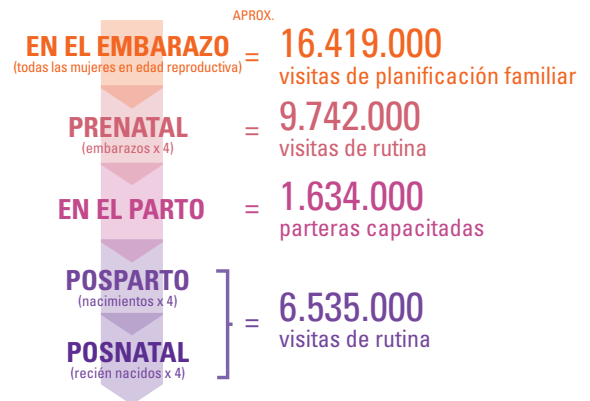 APROX.
EN EL EMBARAZO
(todas las mujeres en edad reproductiva)
=
16.419.000
visitas de planificación familiar
PRENATAL
(embarazos x 4)
=
9.742.000
visitas de rutina
EN EL PARTO
=
1.634.000
parteras capacitadas
POSPARTO
(nacimientos x 4)
POSNATAL
(recién nacidos x 4)
=
6.535.000
visitas de rutina